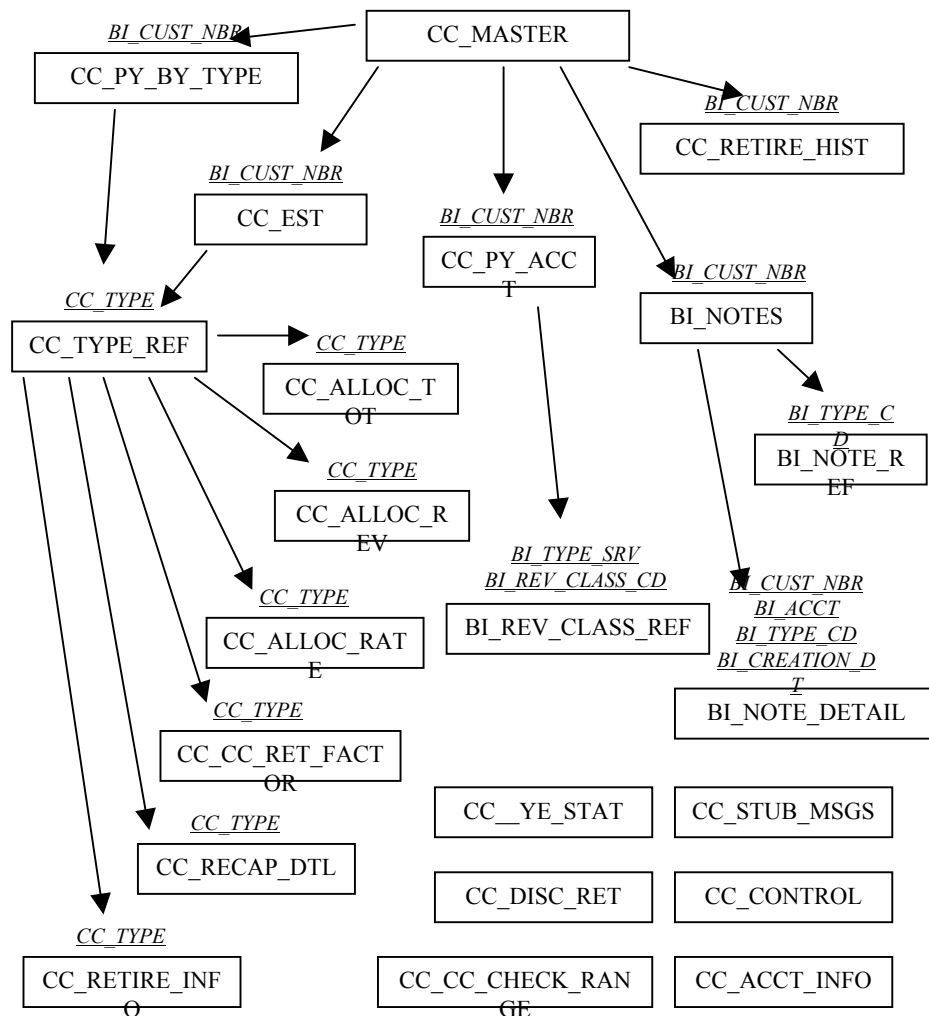 BI_CUST_NBR
CC_MASTER
CC_PY_BY_TYPE
BI_CUST_NBR
CC_RETIRE_HIST
BI_CUST_NBR
CC_EST
BI_CUST_NBR
CC_PY_ACC
T
BI_CUST_NBR
BI_NOTES
CC_TYPE
CC_TYPE_REF
CC_TYPE
CC_ALLOC_T
OT
BI_TYPE_C
D
BI_NOTE_R
EF
CC_TYPE
CC_ALLOC_R
EV
BI_TYPE_SRV
BI_REV_CLASS_CD
BI_REV_CLASS_REF
BI_CUST_NBR
BI_ACCT
BI_TYPE_CD
BI_CREATION_D
T
BI_NOTE_DETAIL
CC_TYPE
CC_ALLOC_RAT
E
CC_TYPE
CC_CC_RET_FACT
OR
CC__YE_STAT
CC_STUB_MSGS
CC_TYPE
CC_RECAP_DTL
CC_DISC_RET
CC_CONTROL
CC_TYPE
CC_RETIRE_INF
O
CC_CC_CHECK_RAN
GE
CC_ACCT_INFO